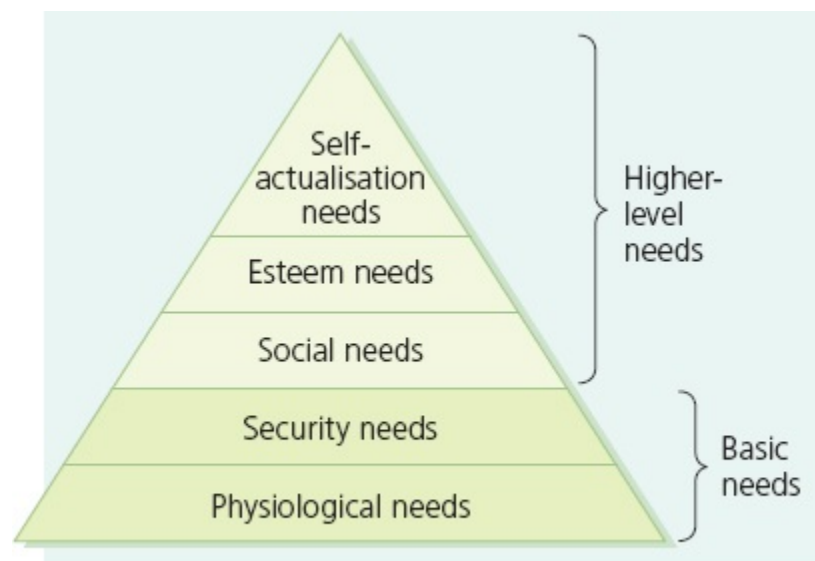 Self-
actualisation
needs
Higher-
level
needs
Esteem needs
Social needs
Security needs
Basic
needs
Physiological needs